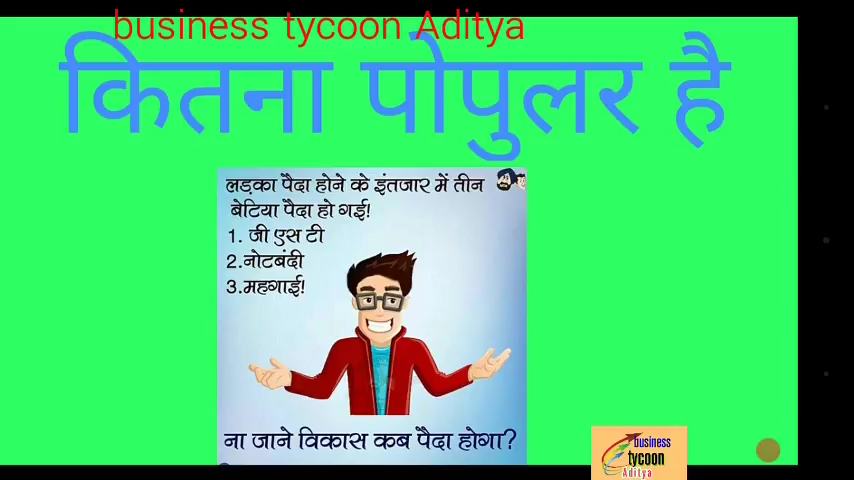 business tycoon Aditya
कितना पोपुलर है
लड़का पैदा होने के इंतजार में तीन
बेटिया पैदा हो गई!
1. जी एस टी
2.नोटबंदी
3.महगाई!
ना जाने विकास कब पैदा होगा?
business
tycoon
Aditya